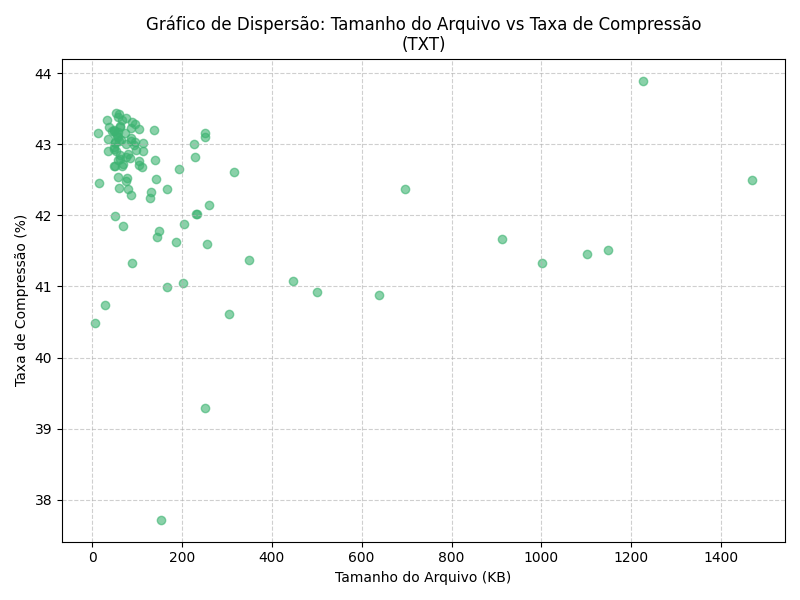 Gráfico de Dispersão: Tamanho do Arquivo vs Taxa de Compressão
(TXT)
44
43
42
41
40
39
38
Taxa de Compressão (%)
0 200 400 600 800 1000 1200 1400
Tamanho do Arquivo (KB)